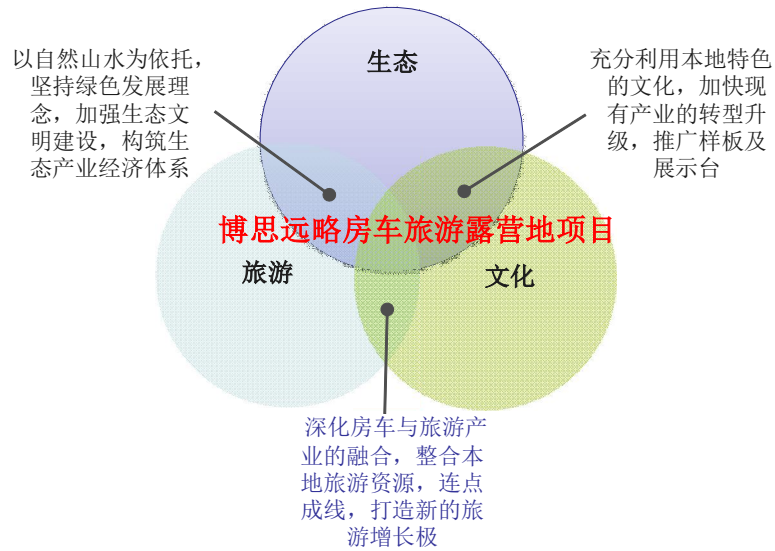 生态
以自然山水为依托，
坚持绿色发展理
念，加强生态文
明建设，构筑生
态产业经济体系
充分利用本地特色
的文化，加快现
有产业的转型升
级，推广样板及
展示台
博思远略房车旅游露营地项目
旅游
文化
深化房车与旅游产
业的融合，整合本
地旅游资源，连点
成线，打造新的旅
游增长极